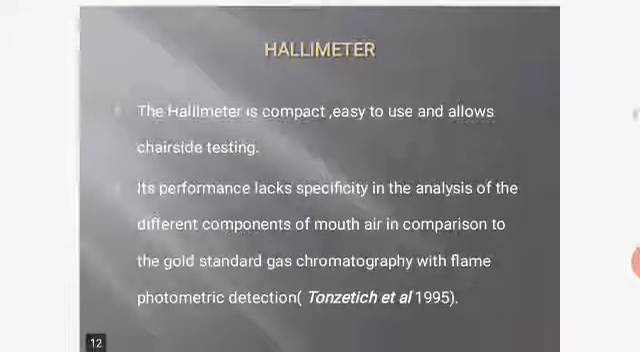 HALLIMETER
The Halilmeter is compact ,easy to use and allows
chairside testing.
Its performance lacks specificity in the analysis of the
different components of mouth air in comparison to
the gold standard gas chromatography with flame
photometric detection( Tonzetich et al 1995).
12